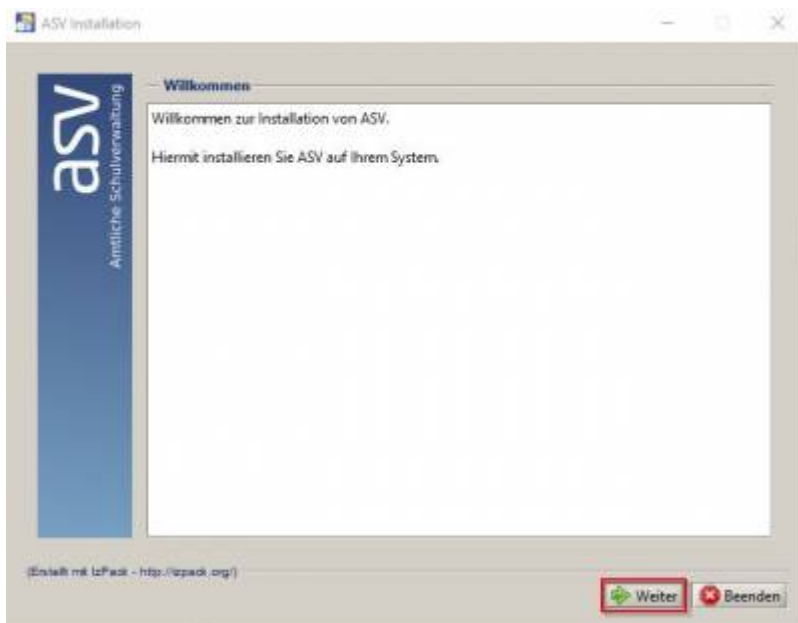 ASV Installation
asv
Amtliche Schulverwaltung
Willkommen
Willkommen zur Installation von ASV.
Hiermit installieren Sie ASV auf Ihrem System.
(Erstellt mit IzPack - http://izpack.org/)
Weiter
Beenden